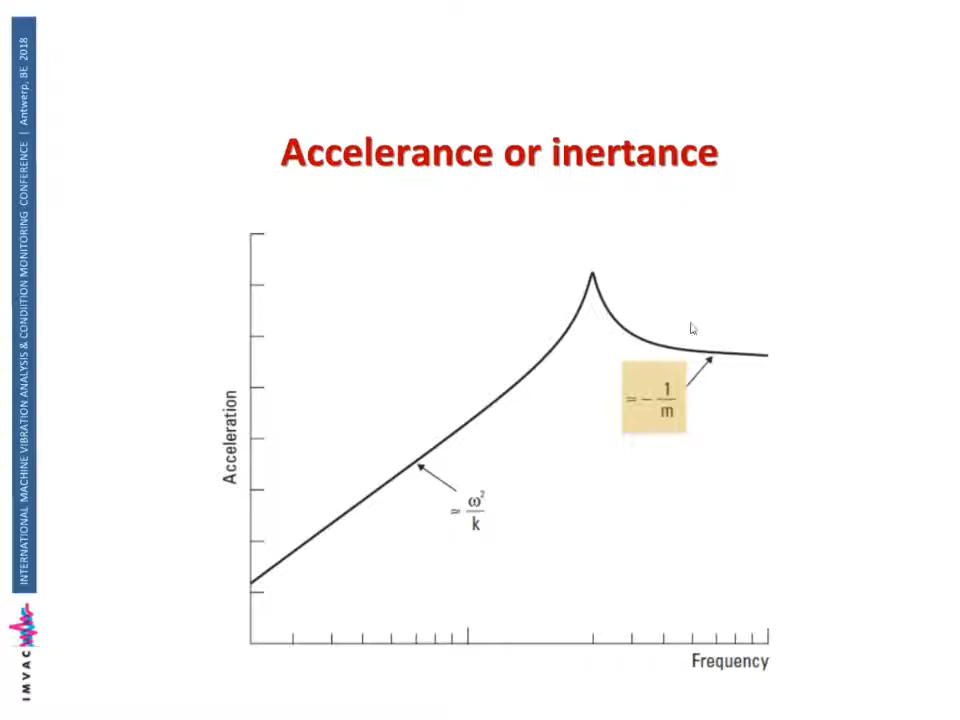 INTERNATIONAL MACHINE VIBRATION ANALYSIS & CONDITION MONITORING CONFERENCE | Antwerp, BE 2018
IMVAC
Accelerance or inertance
Acceleration
≃ ω²/k
≃ − 1/m
Frequency